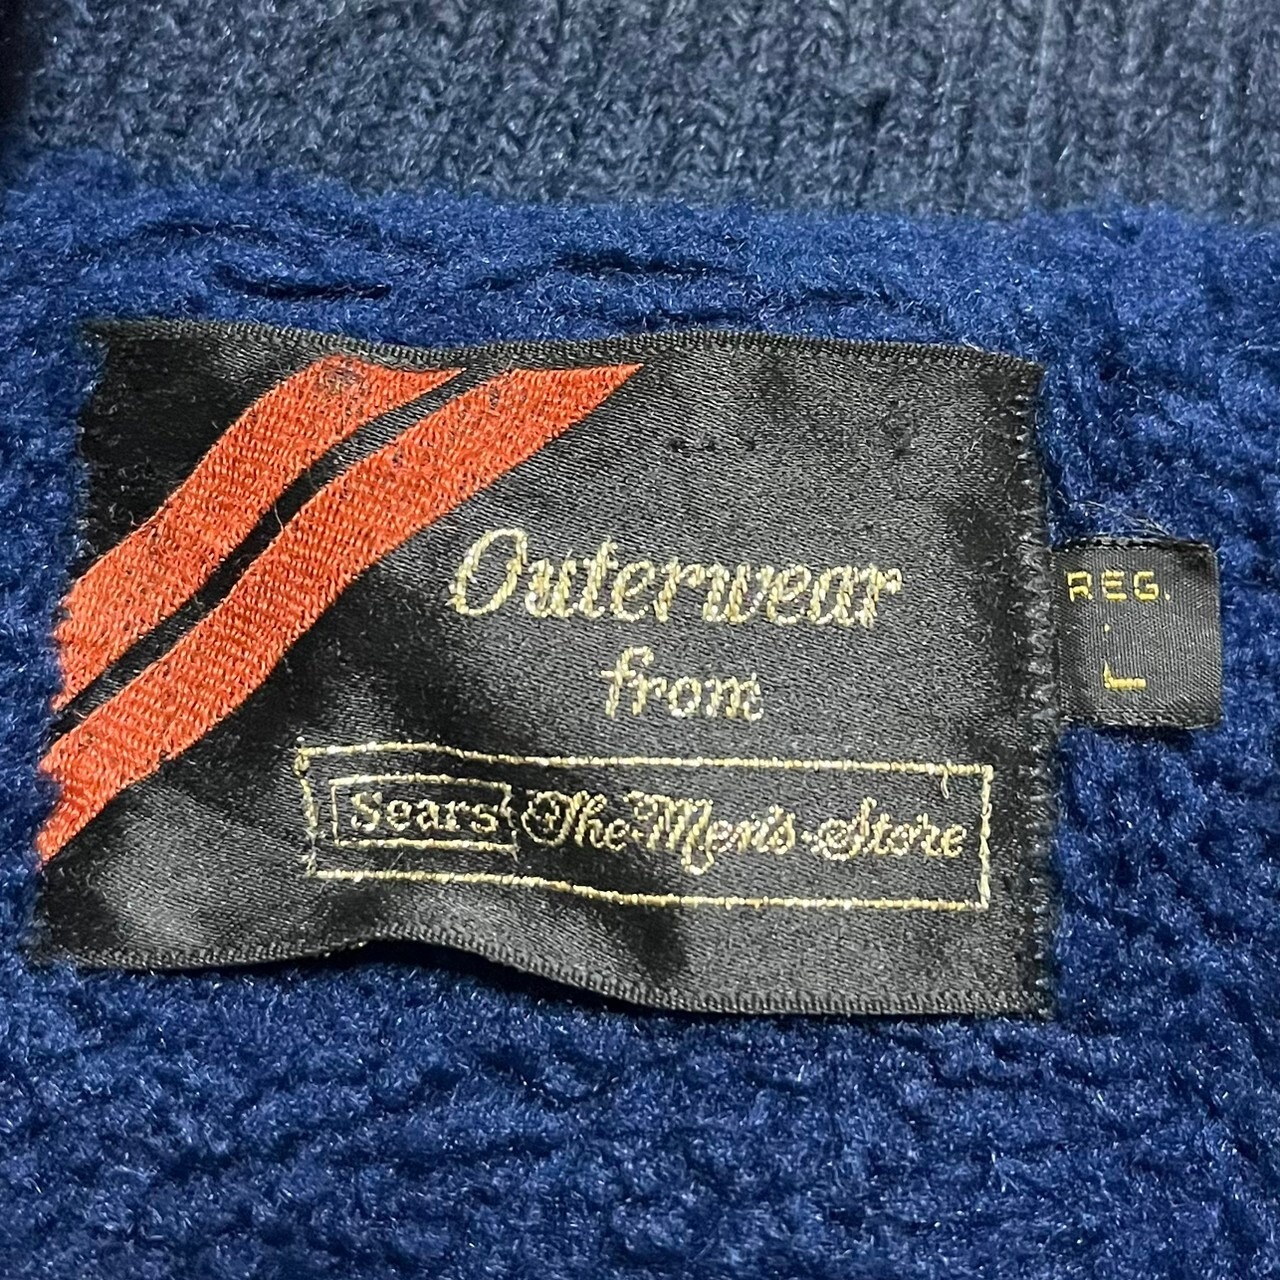 Outerwear
from
Sears The Men's Store
REG.
L